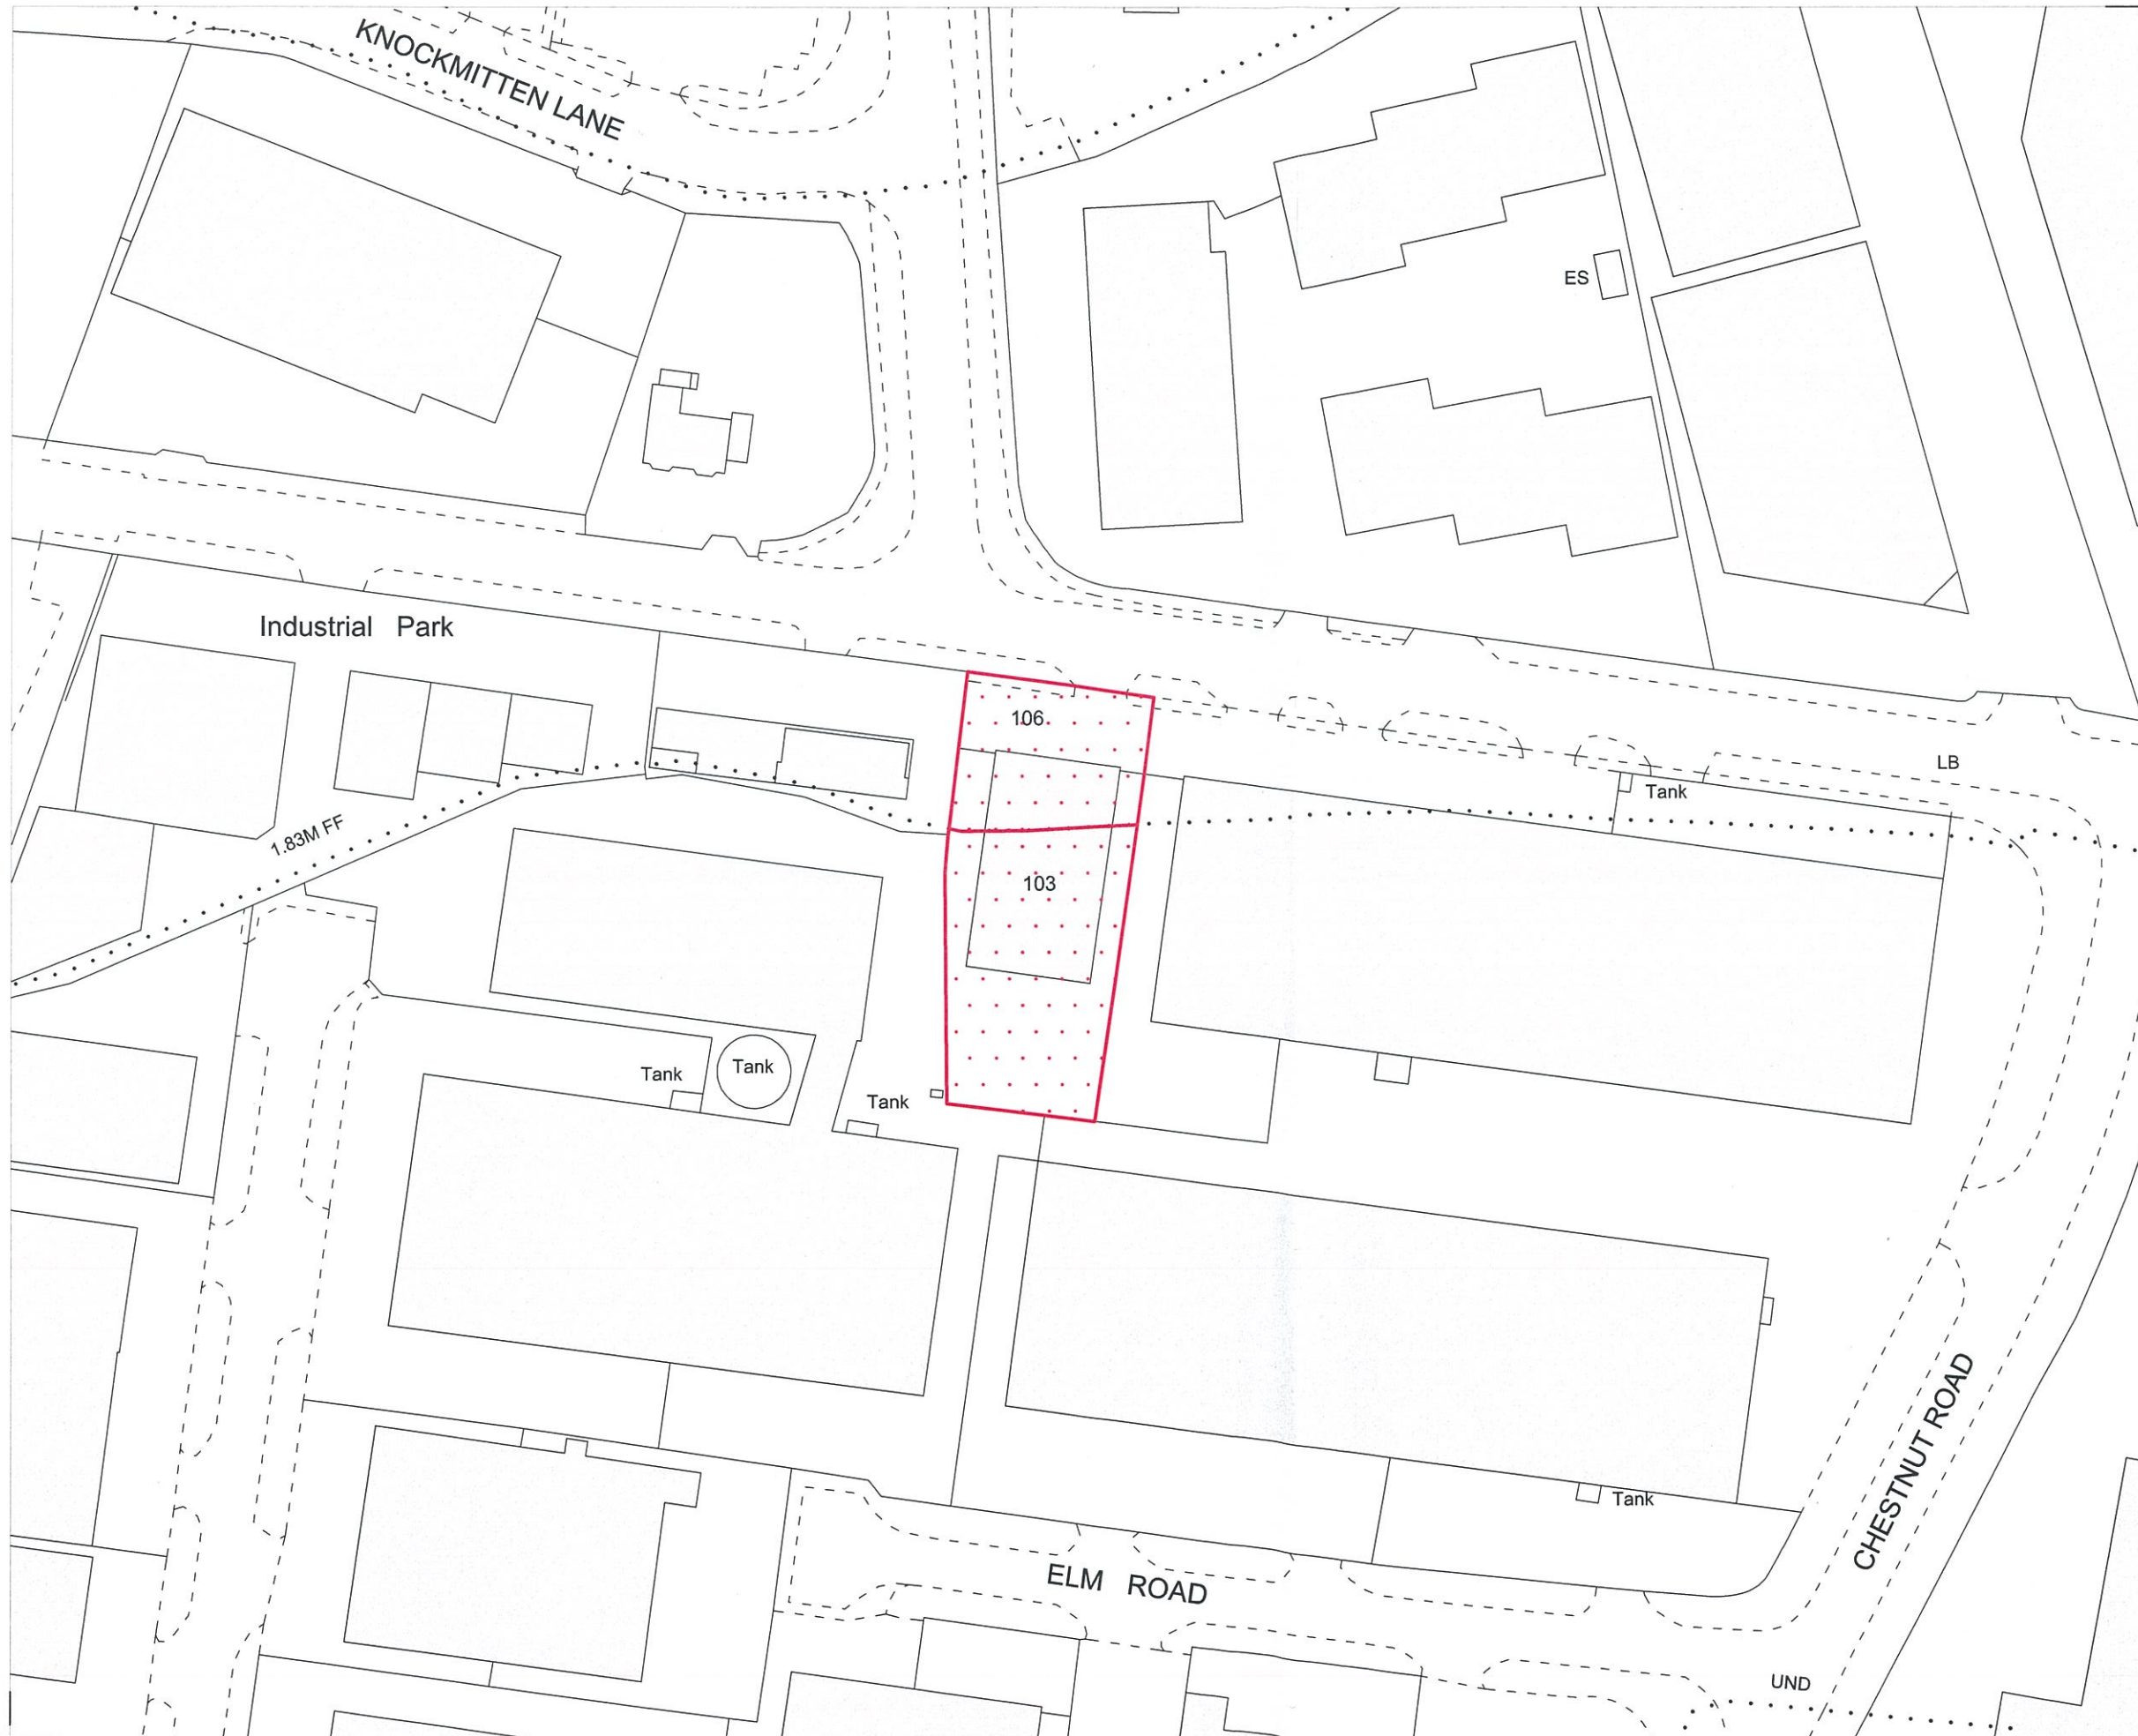 KNOCKMITTEN LANE
ES
Industrial Park
106
LB
Tank
1.83M FF
103
Tank
Tank
Tank
CHESTNUT ROAD
Tank
ELM ROAD
UND